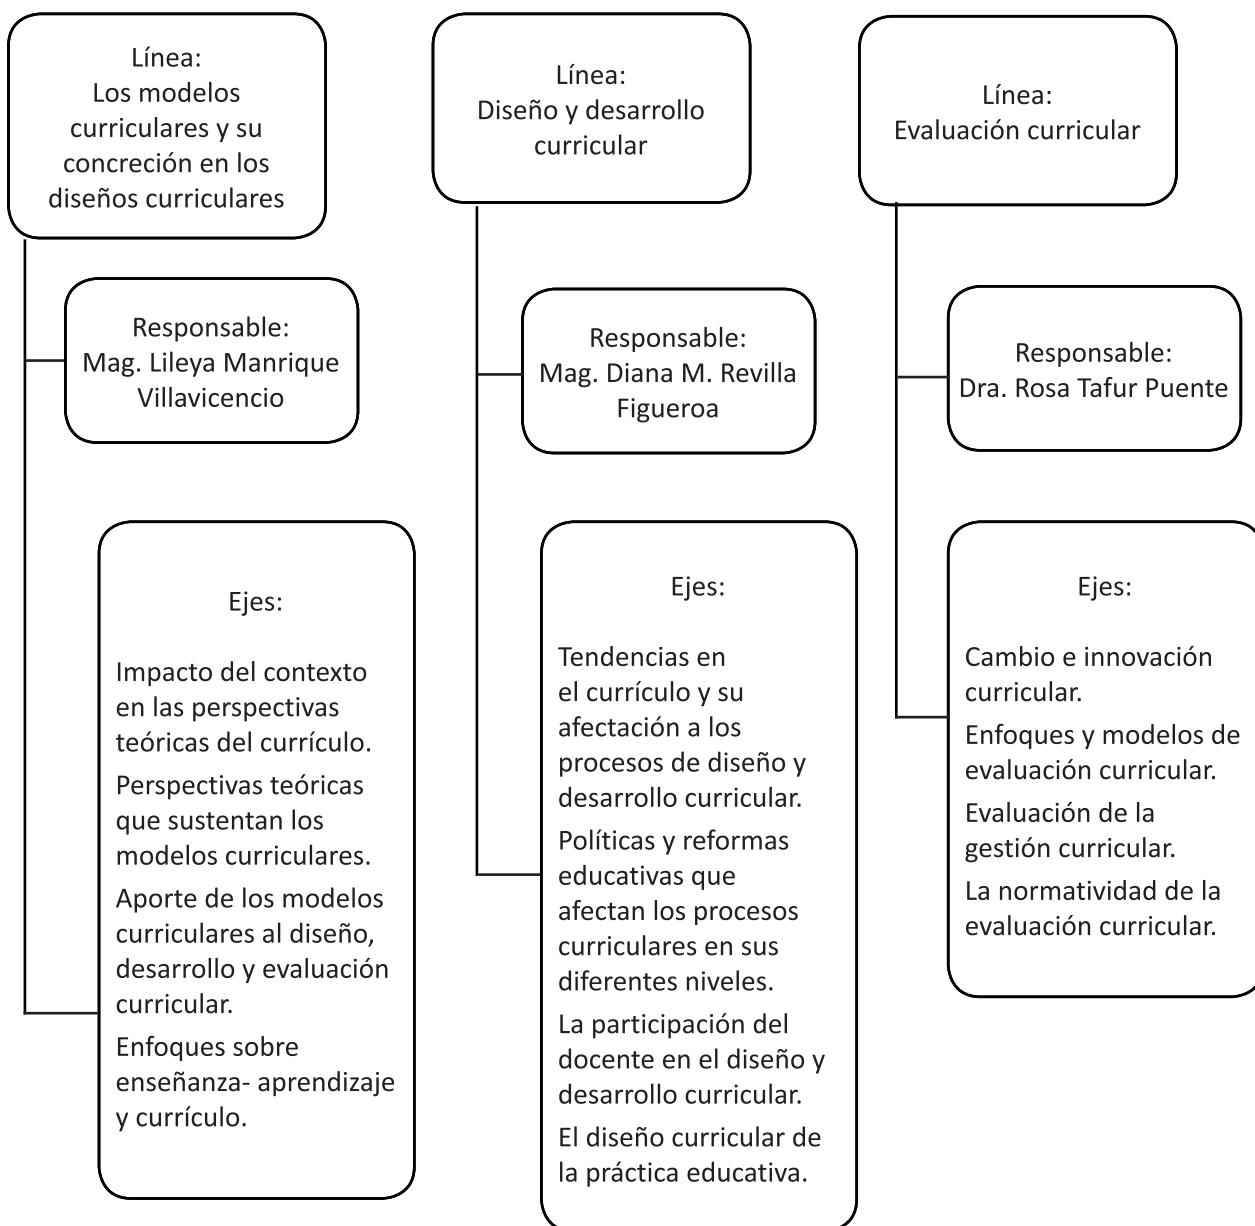 Línea:
Los modelos
curriculares y su
concreción en los
diseños curriculares
Responsable:
Mag. Lileya Manrique
Villavicencio
Ejes:
Impacto del contexto
en las perspectivas
teóricas del currículo.
Perspectivas teóricas
que sustentan los
modelos curriculares.
Aporte de los modelos
curriculares al diseño,
desarrollo y evaluación
curricular.
Enfoques sobre
enseñanza- aprendizaje
y currículo.
Línea:
Diseño y desarrollo
curricular
Responsable:
Mag. Diana M. Revilla
Figueroa
Ejes:
Tendencias en
el currículo y su
afectación a los
procesos de diseño y
desarrollo curricular.
Políticas y reformas
educativas que
afectan los procesos
curriculares en sus
diferentes niveles.
La participación del
docente en el diseño y
desarrollo curricular.
El diseño curricular de
la práctica educativa.
Línea:
Evaluación curricular
Responsable:
Dra. Rosa Tafur Puente
Ejes:
Cambio e innovación
curricular.
Enfoques y modelos de
evaluación curricular.
Evaluación de la
gestión curricular.
La normatividad de la
evaluación curricular.